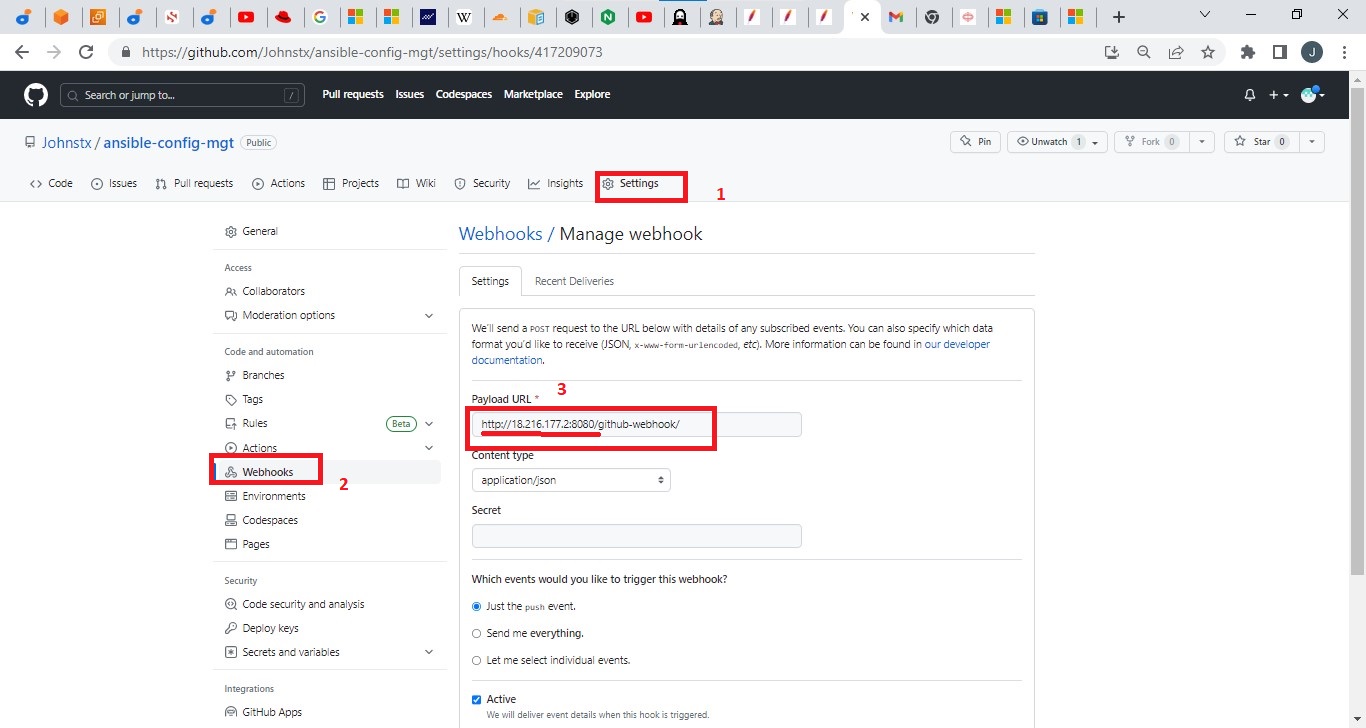 https://github.com/Johnstx/ansible-config-mgt/settings/hooks/417209073
J
Search or jump to... /
Pull requests Issues Codespaces Marketplace Explore
Johnstx / ansible-config-mgt Public
Pin Unwatch 1 Fork 0 Star 0
Code Issues Pull requests Actions Projects Wiki Security Insights Settings 1
General
Access
Collaborators
Moderation options
Code and automation
Branches
Tags
Rules Beta
Actions
Webhooks 2
Environments
Codespaces
Pages
Security
Code security and analysis
Deploy keys
Secrets and variables
Integrations
GitHub Apps
Webhooks / Manage webhook
Settings Recent Deliveries
We'll send a POST request to the URL below with details of any subscribed events. You can also specify which data
format you'd like to receive (JSON, x-www-form-urlencoded, etc). More information can be found in our developer
documentation.
3
Payload URL *
http://18.216.177.2:8080/github-webhook/
Content type
application/json
Secret
Which events would you like to trigger this webhook?
Just the push event.
Send me everything.
Let me select individual events.
Active
We will deliver event details when this hook is triggered.